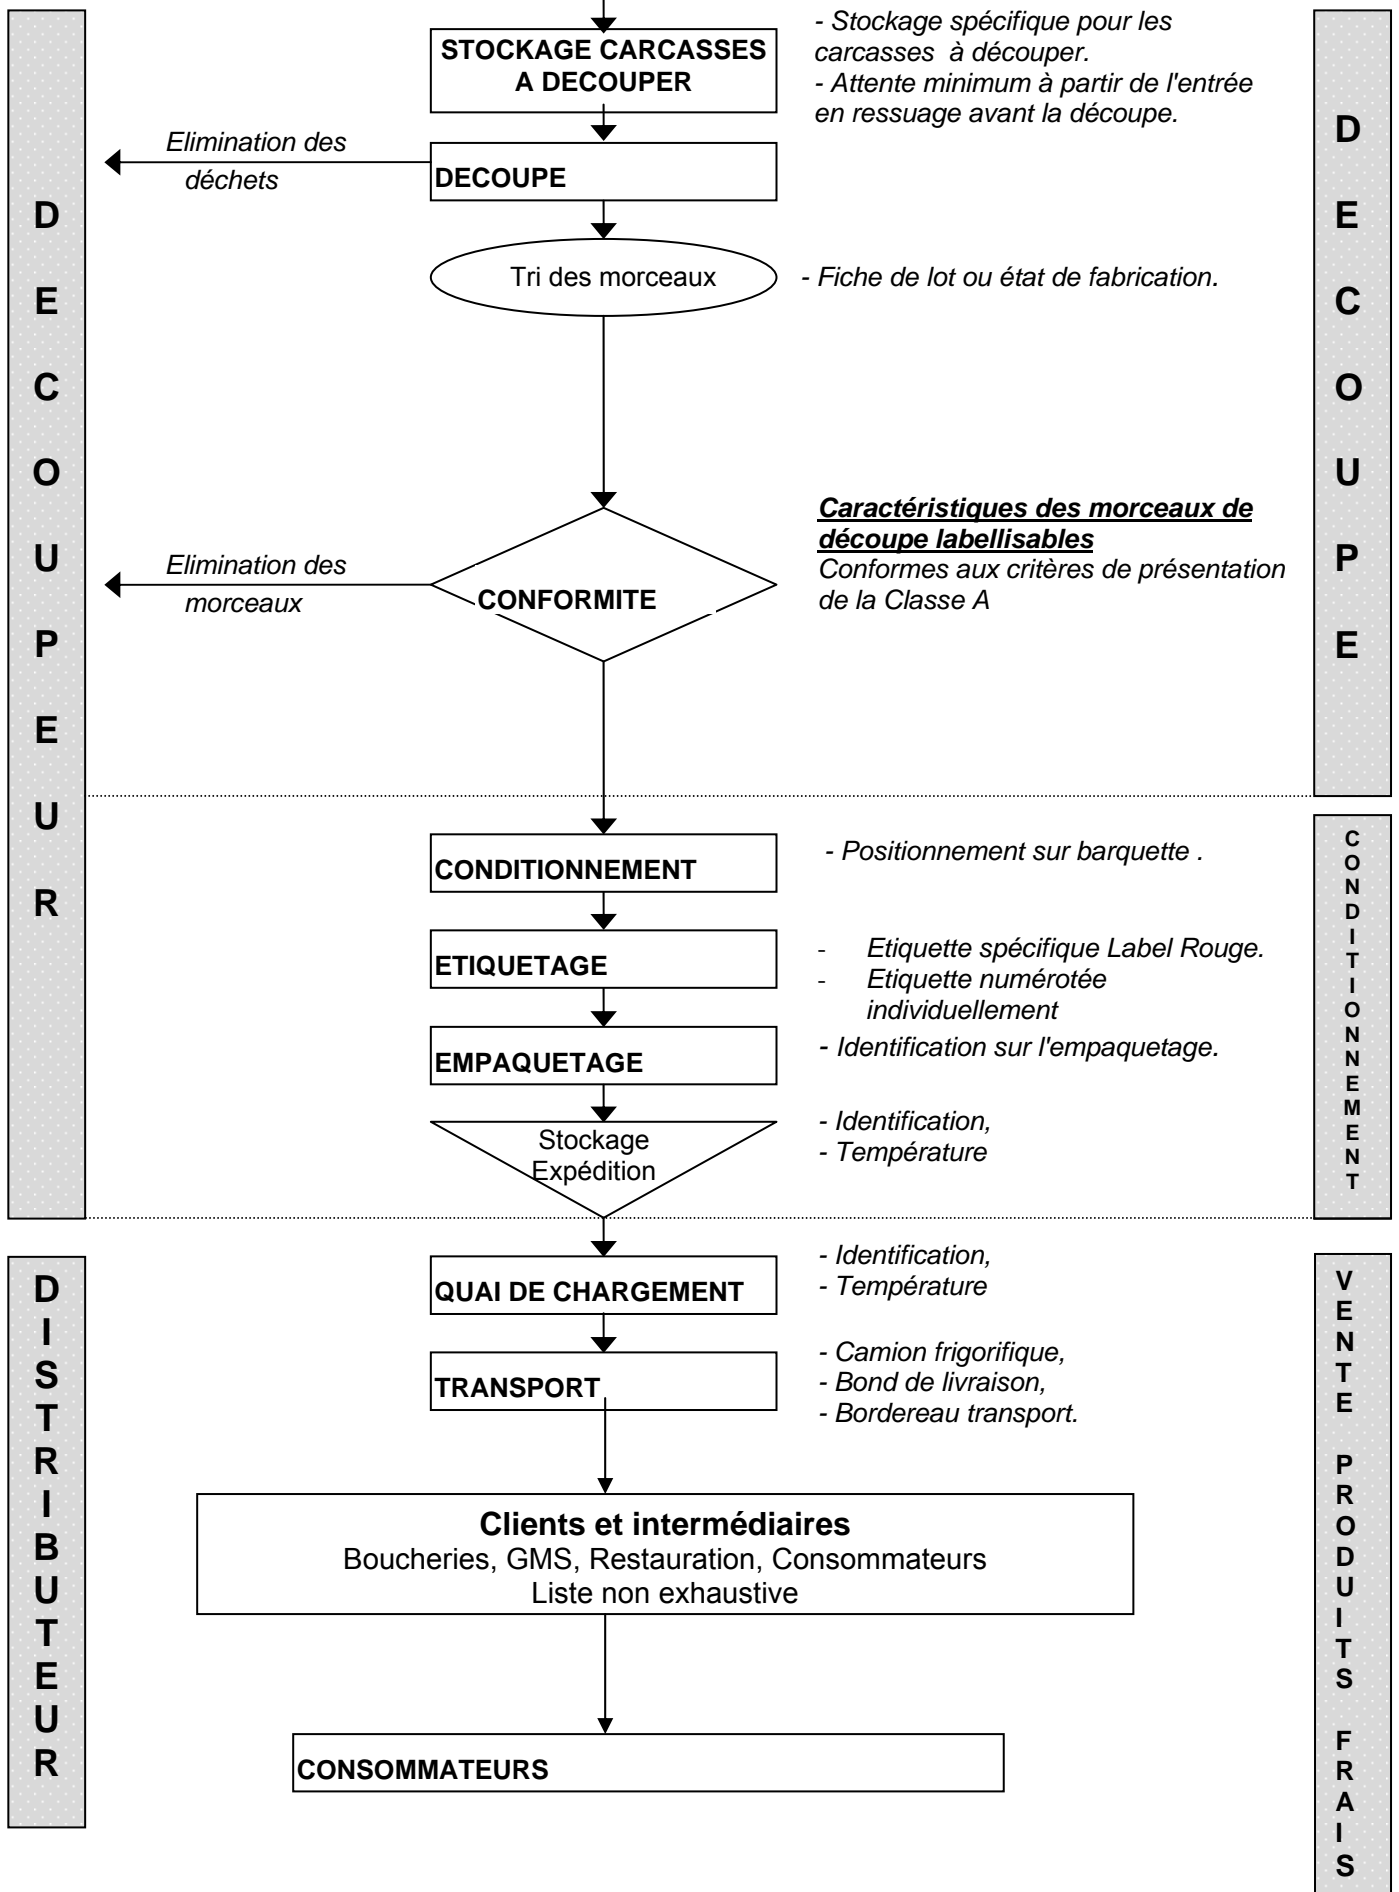 - Stockage spécifique pour les
carcasses à découper.
- Attente minimum à partir de l'entrée
en ressuage avant la découpe.
STOCKAGE CARCASSES
A DECOUPER
Elimination des
déchets
DECOUPE
Tri des morceaux
- Fiche de lot ou état de fabrication.
Caractéristiques des morceaux de
découpe labellisables
Conformes aux critères de présentation
de la Classe A
Elimination des
morceaux
CONFORMITE
DECOUPEUR
DECOUPE
CONDITIONNEMENT
- Positionnement sur barquette .
ETIQUETAGE
- Etiquette spécifique Label Rouge.
- Etiquette numérotée
individuellement
EMPAQUETAGE
- Identification sur l'empaquetage.
Stockage
Expédition
- Identification,
- Température
CONDITIONNEMENT
QUAI DE CHARGEMENT
- Identification,
- Température
TRANSPORT
- Camion frigorifique,
- Bond de livraison,
- Bordereau transport.
Clients et intermédiaires
Boucheries, GMS, Restauration, Consommateurs
Liste non exhaustive
CONSOMMATEURS
DISTRIBUTEUR
VENTE PRODUITS FRAIS